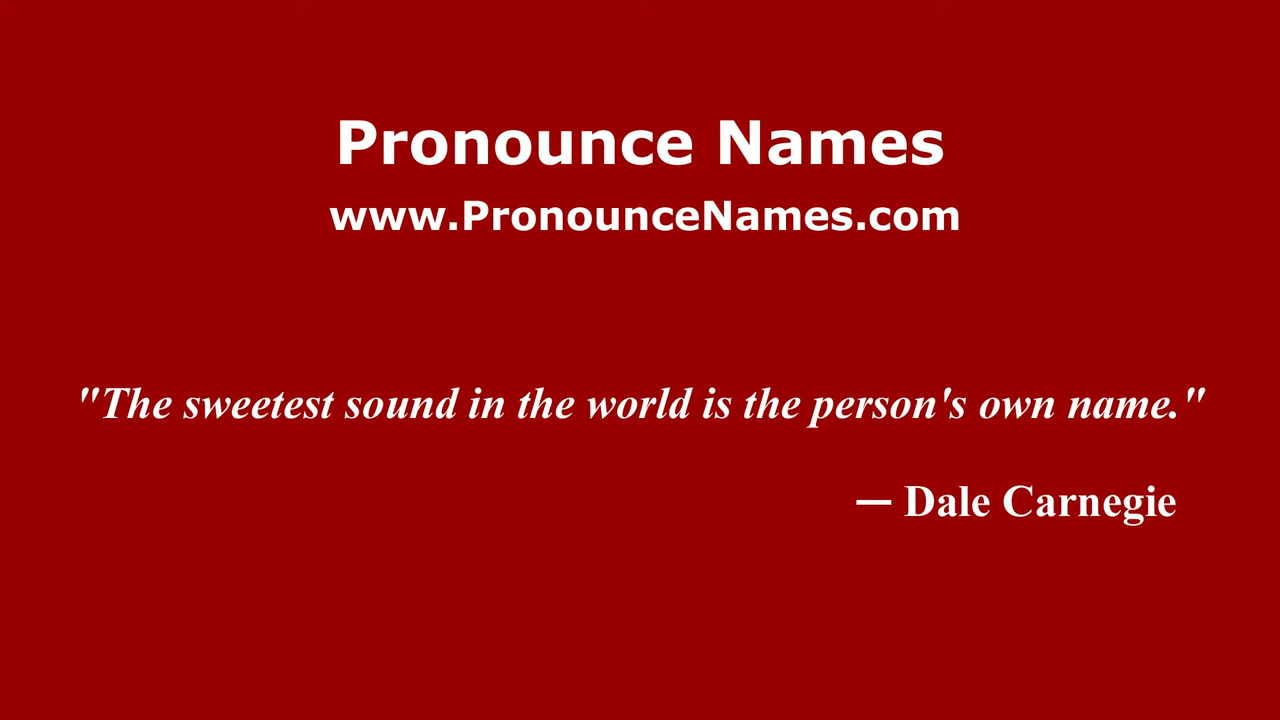 Pronounce Names
www.PronounceNames.com
"The sweetest sound in the world is the person's own name."
— Dale Carnegie